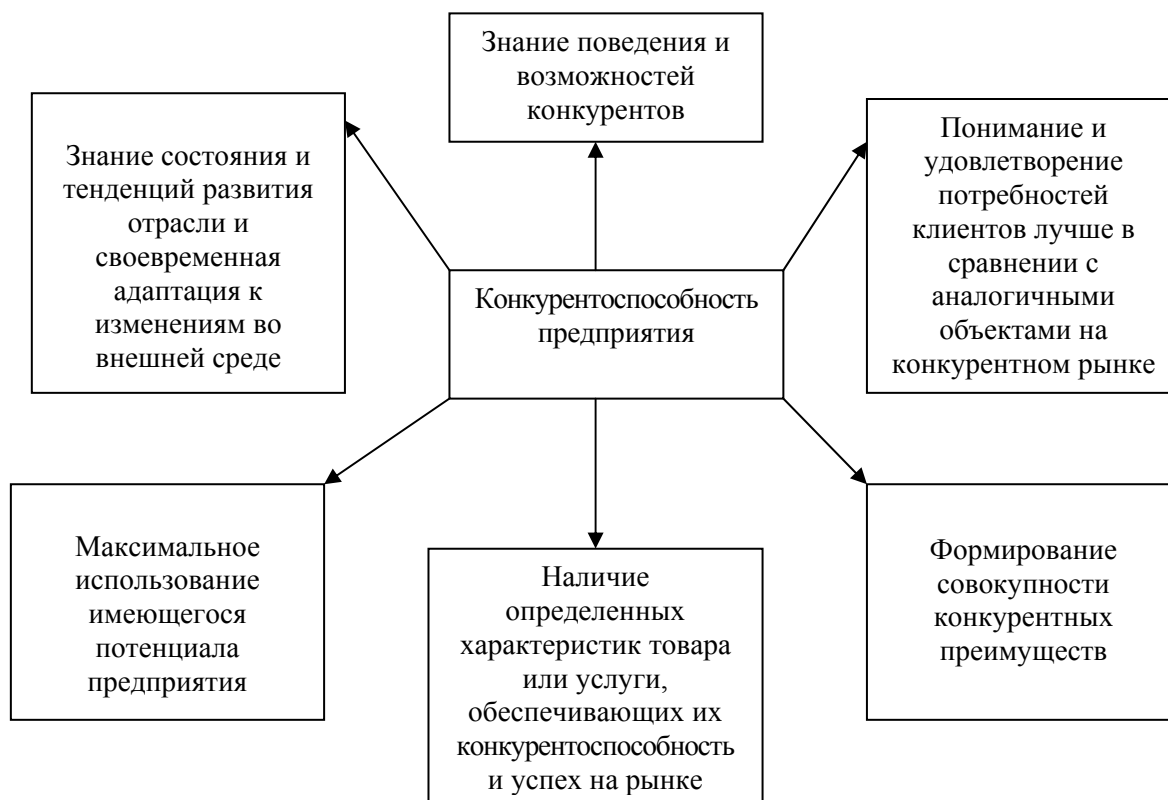 Знание поведения и
возможностей
конкурентов
Знание состояния и
тенденций развития
отрасли и
своевременная
адаптация к
изменениям во
внешней среде
Понимание и
удовлетворение
потребностей
клиентов лучше в
сравнении с
аналогичными
объектами на
конкурентном рынке
Конкурентоспособность
предприятия
Максимальное
использование
имеющегося
потенциала
предприятия
Наличие
определенных
характеристик товара
или услуги,
обеспечивающих их
конкурентоспособность
и успех на рынке
Формирование
совокупности
конкурентных
преимуществ